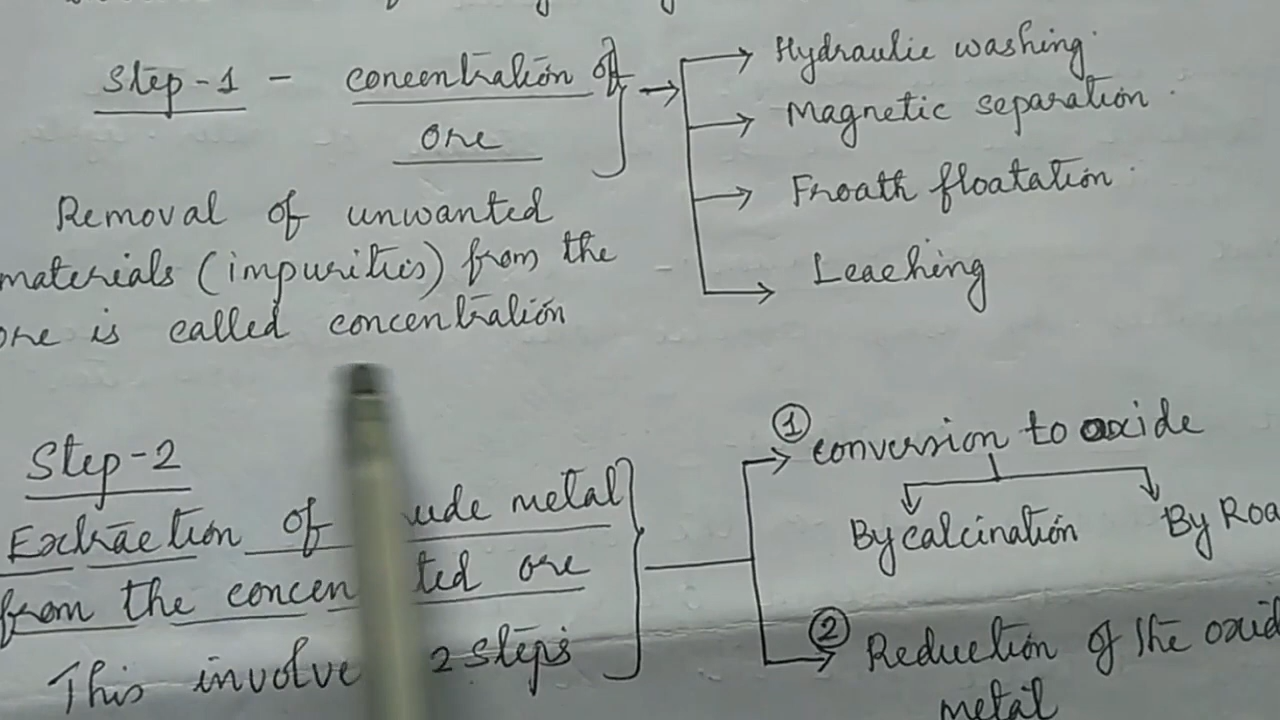 Step-1 - concentration of
ore
Hydraulic washing
Magnetic separation
Froath floatation
Leaching
Removal of unwanted
materials (impurities) from the
ore is called concentration
Step-2
Extraction of ude metal
from the concen ted ore
This involve 2 steps
① conversion to oxide
By calcination
By Roa
② Reduction of the oxid
metal